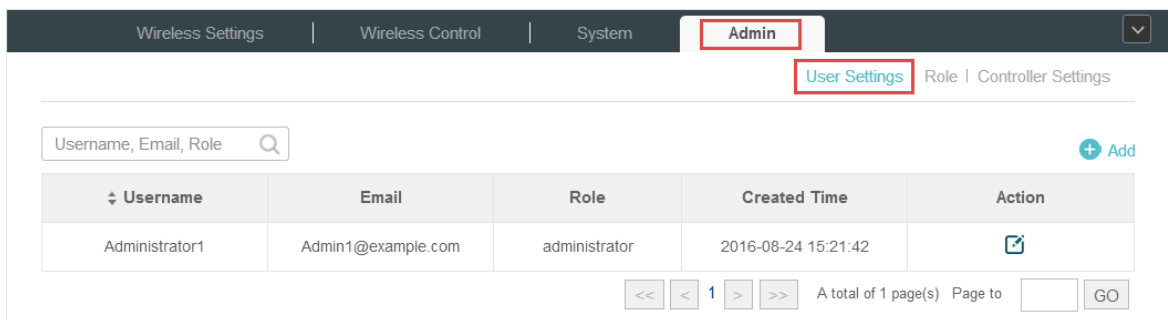 Wireless Settings | Wireless Control | System Admin
User Settings Role | Controller Settings
Username, Email, Role
Add
Username Email Role Created Time Action
Administrator1 Admin1@example.com administrator 2016-08-24 15:21:42
<< < 1 > >> A total of 1 page(s) Page to GO